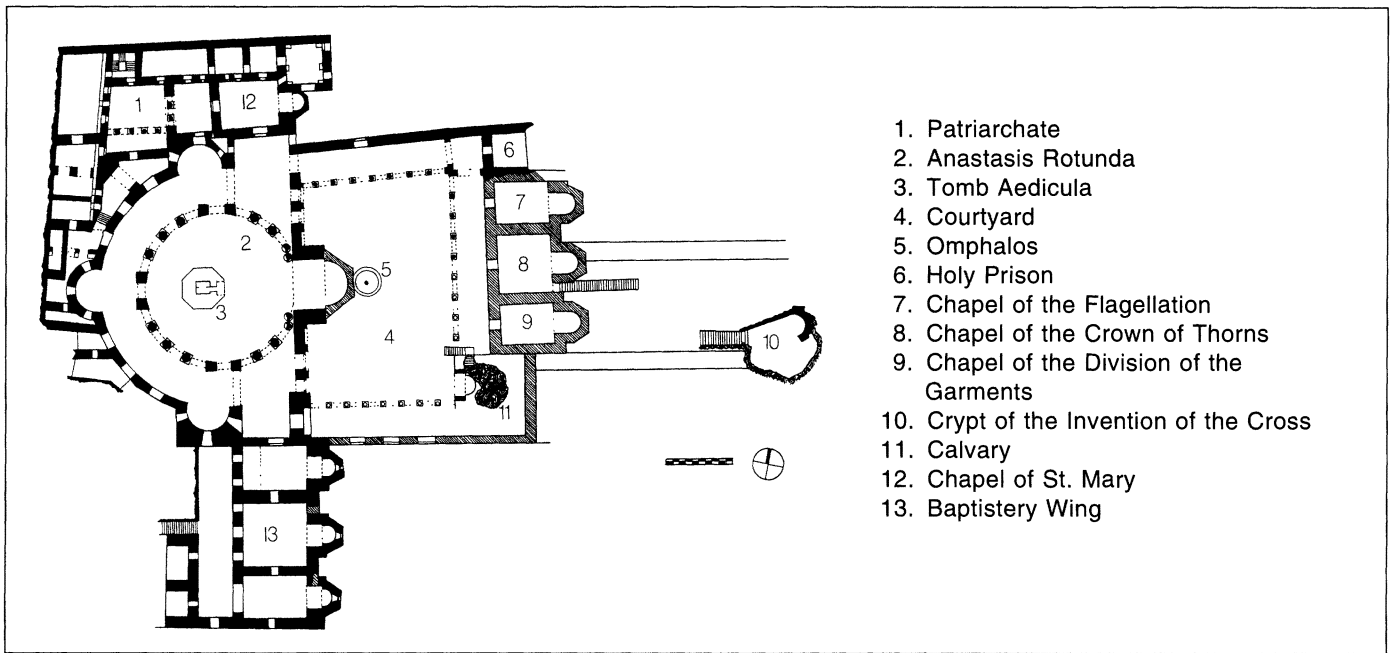 1
12
6
7
2
8
5
3
9
4
10
11
13
1. Patriarchate
2. Anastasis Rotunda
3. Tomb Aedicula
4. Courtyard
5. Omphalos
6. Holy Prison
7. Chapel of the Flagellation
8. Chapel of the Crown of Thorns
9. Chapel of the Division of the
Garments
10. Crypt of the Invention of the Cross
11. Calvary
12. Chapel of St. Mary
13. Baptistery Wing